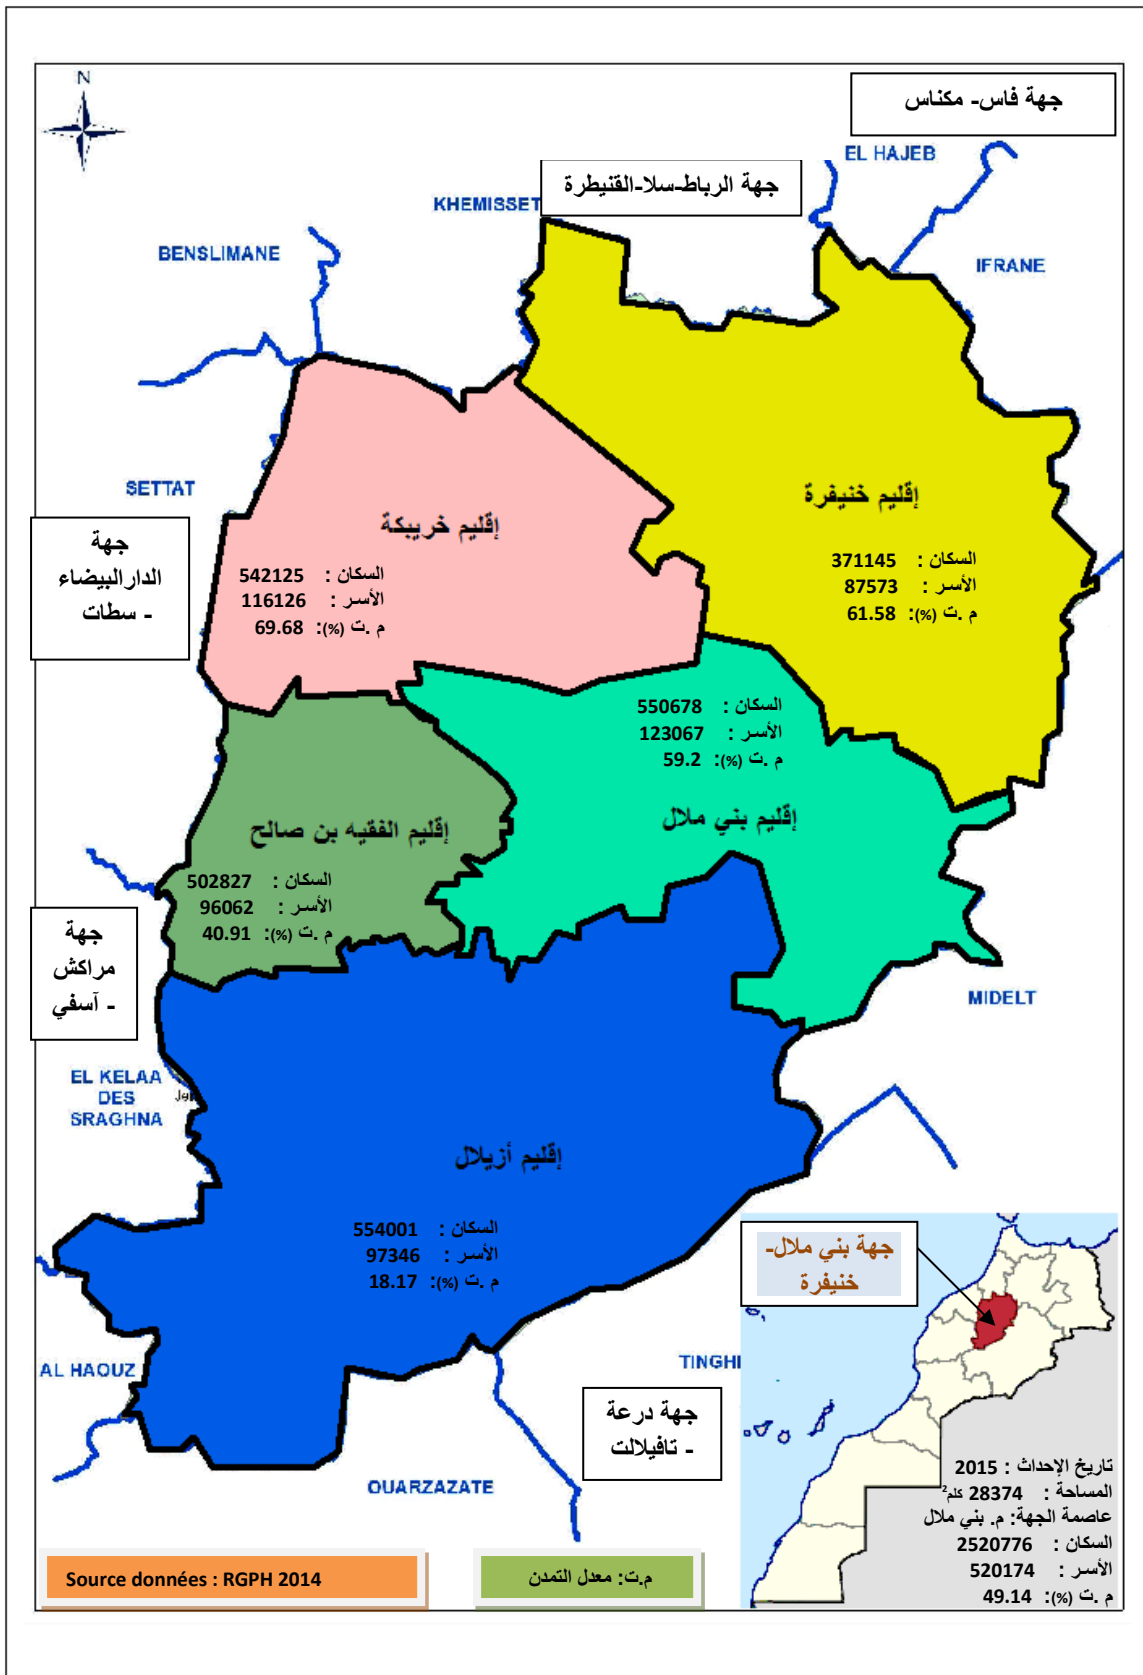 N
جهة فاس- مكناس
EL HAJEB
جهة الرباط-سلا-القنيطرة
KHEMISSET
BENSLIMANE
IFRANE
SETTAT
إقليم خنيفرة
السكان : 371145
الأسر : 87573
م .ت (%): 61.58
إقليم خريبكة
السكان : 542125
الأسر : 116126
م .ت (%): 69.68
جهة
الدارالبيضاء
- سطات
السكان : 550678
الأسر : 123067
م .ت (%): 59.2
إقليم بني ملال
إقليم الفقيه بن صالح
السكان : 502827
الأسر : 96062
م .ت (%): 40.91
جهة
مراكش
- آسفي
MIDELT
EL KELAA
DES
SRAGHNA
إقليم أزيلال
السكان : 554001
الأسر : 97346
م .ت (%): 18.17
جهة بني ملال-
خنيفرة
AL HAOUZ
TINGHI
جهة درعة
- تافيلالت
OUARZAZATE
تاريخ الإحداث : 2015
المساحة : 28374 كلم²
عاصمة الجهة: م. بني ملال
السكان : 2520776
الأسر : 520174
م .ت (%): 49.14
م.ت: معدل التمدن
Source données : RGPH 2014